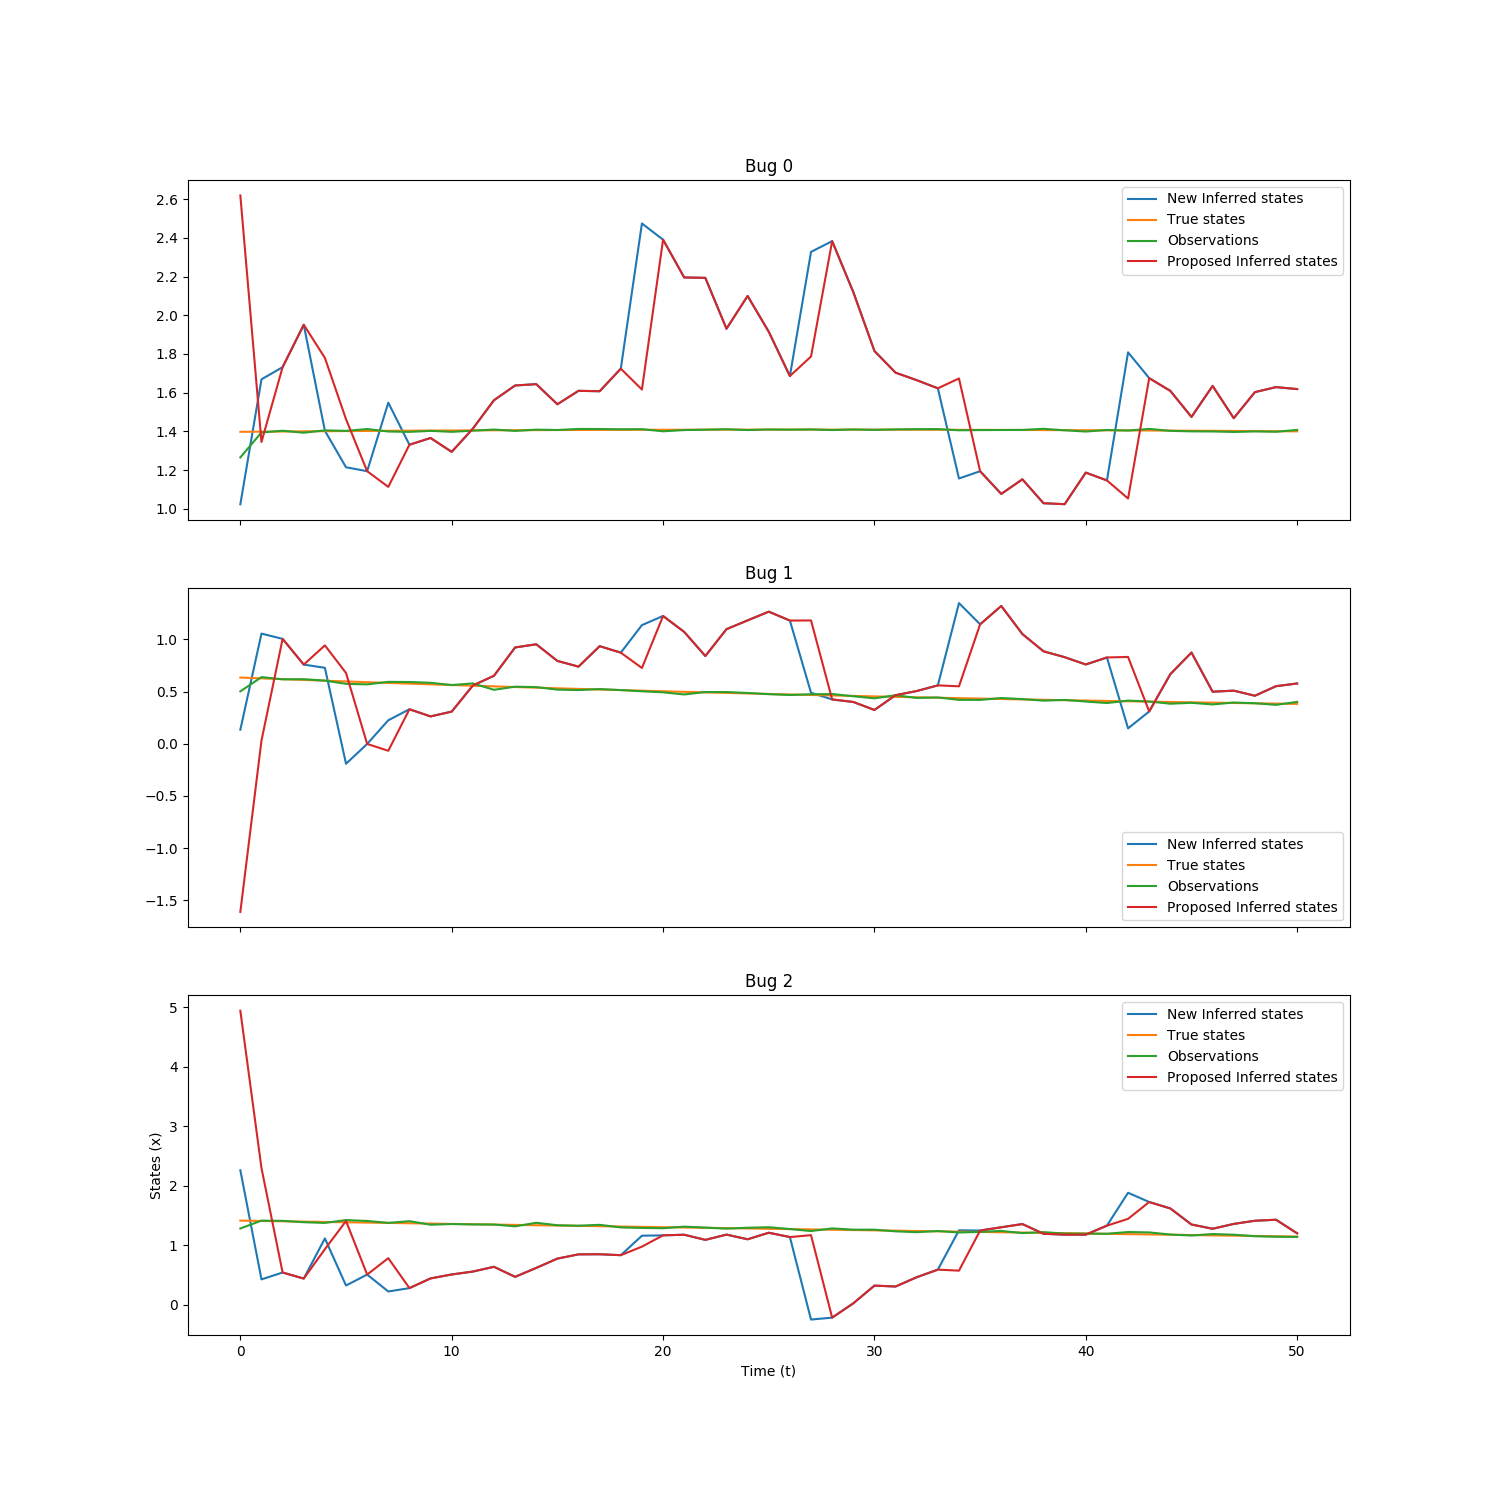 Bug 0
2.6
2.4
2.2
2.0
1.8
1.6
1.4
1.2
1.0
New Inferred states
True states
Observations
Proposed Inferred states
Bug 1
1.0
0.5
0.0
−0.5
−1.0
−1.5
New Inferred states
True states
Observations
Proposed Inferred states
Bug 2
5
4
3
2
1
0
States (x)
New Inferred states
True states
Observations
Proposed Inferred states
0 10 20 30 40 50
Time (t)